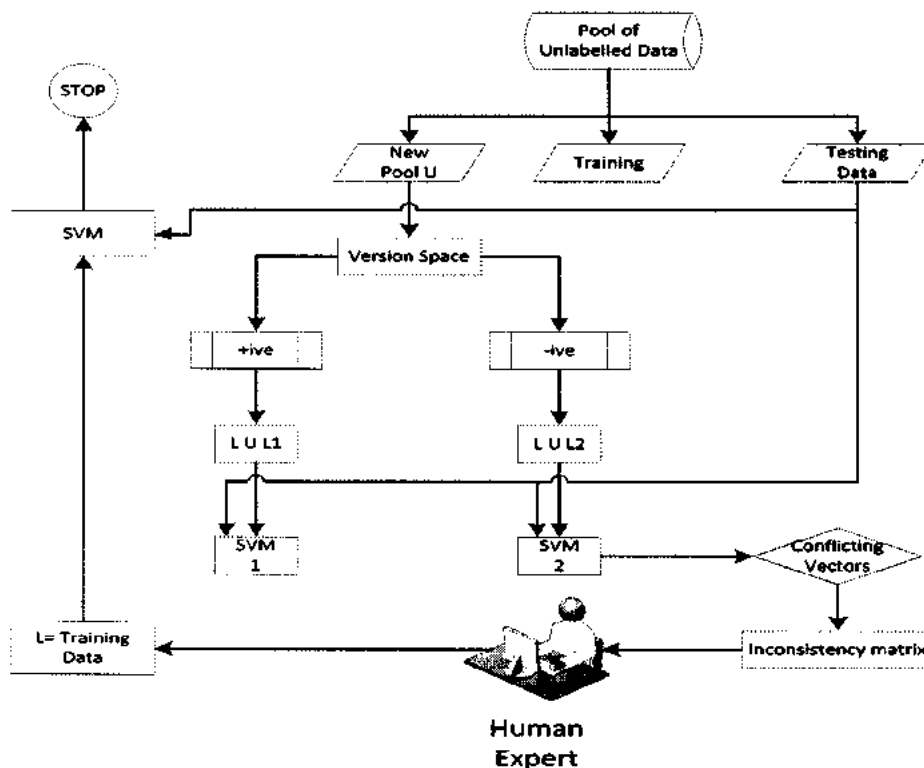 Pool of
Unlabelled Data
STOP
New
Pool U
Training
Testing
Data
SVM
Version Space
+ive
-ive
L U L1
L U L2
SVM
1
SVM
2
Conflicting
Vectors
L= Training
Data
Inconsistency matrix
Human
Expert